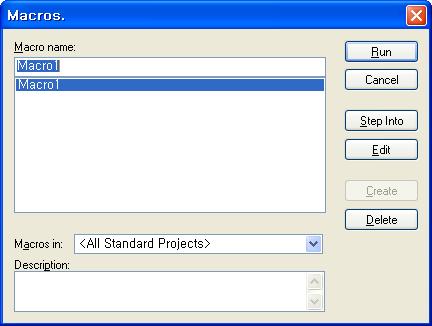 Macros.
Macro name:
Macro1
Macro1
Run
Cancel
Step Into
Edit
Create
Delete
Macros in:
<All Standard Projects>
Description: